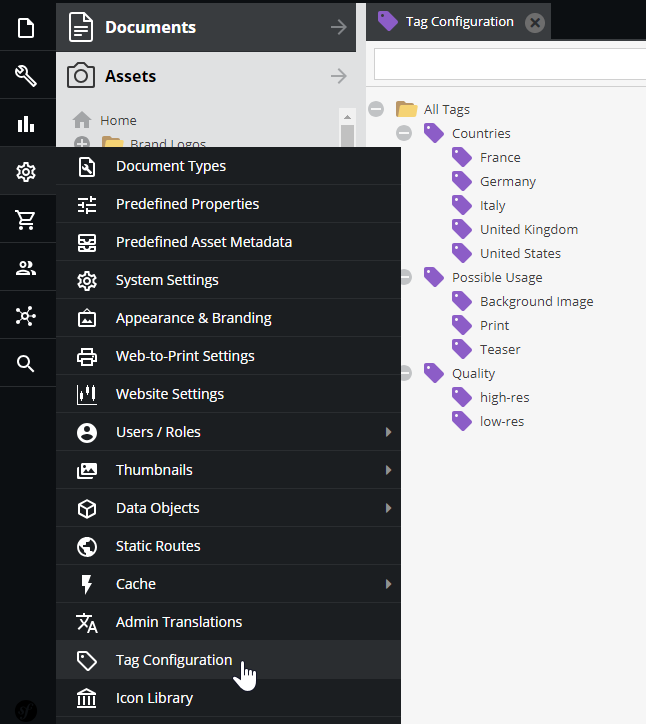 Documents
Assets
Home
Brand Logos
Document Types
Predefined Properties
Predefined Asset Metadata
System Settings
Appearance & Branding
Web-to-Print Settings
Website Settings
Users / Roles
Thumbnails
Data Objects
Static Routes
Cache
Admin Translations
Tag Configuration
Icon Library
Tag Configuration
All Tags
Countries
France
Germany
Italy
United Kingdom
United States
Possible Usage
Background Image
Print
Teaser
Quality
high-res
low-res